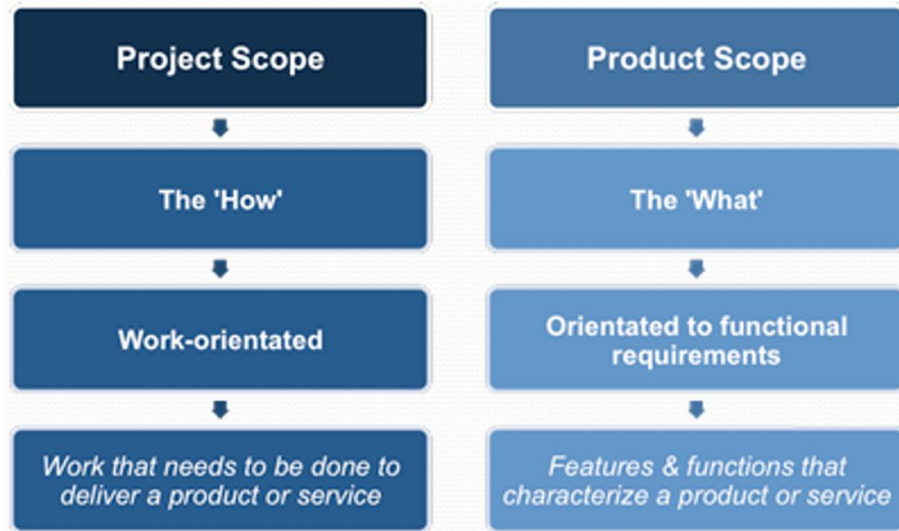 Project Scope
The 'How'
Work-orientated
Work that needs to be done to
deliver a product or service
Product Scope
The 'What'
Orientated to functional
requirements
Features & functions that
characterize a product or service